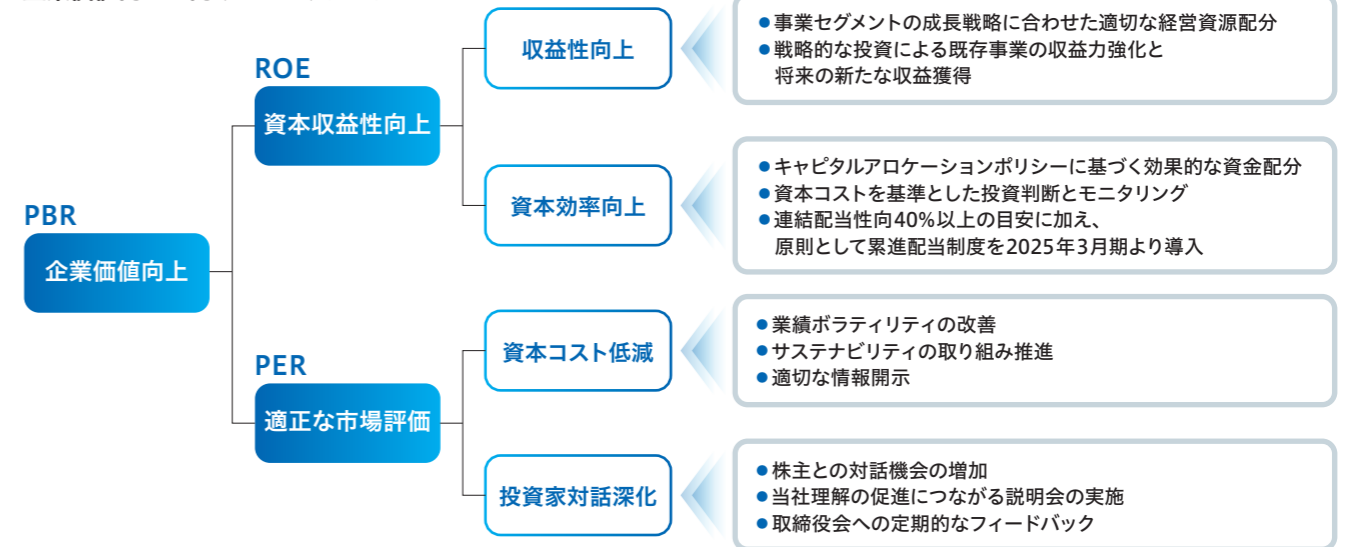 PBR
企業価値向上
ROE
資本収益性向上
PER
適正な市場評価
収益性向上
●事業セグメントの成長戦略に合わせた適切な経営資源配分
●戦略的な投資による既存事業の収益力強化と
将来の新たな収益獲得
資本効率向上
●キャピタルアロケーションポリシーに基づく効果的な資金配分
●資本コストを基準とした投資判断とモニタリング
●連結配当性向40%以上の目安に加え、
原則として累進配当制度を2025年3月期より導入
資本コスト低減
●業績ボラティリティの改善
●サステナビリティの取り組み推進
●適切な情報開示
投資家対話深化
●株主との対話機会の増加
●当社理解の促進につながる説明会の実施
●取締役会への定期的なフィードバック